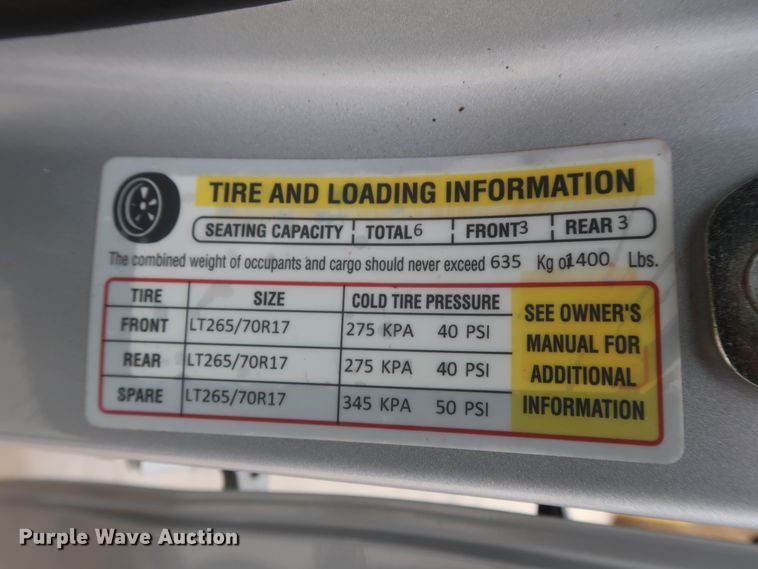 TIRE AND LOADING INFORMATION
SEATING CAPACITY TOTAL 6 FRONT 3 REAR 3
The combined weight of occupants and cargo should never exceed 635 Kg or 1400 Lbs.
TIRE SIZE COLD TIRE PRESSURE
FRONT LT265/70R17 275 KPA 40 PSI
REAR LT265/70R17 275 KPA 40 PSI
SPARE LT265/70R17 345 KPA 50 PSI
SEE OWNER'S
MANUAL FOR
ADDITIONAL
INFORMATION
Purple Wave Auction